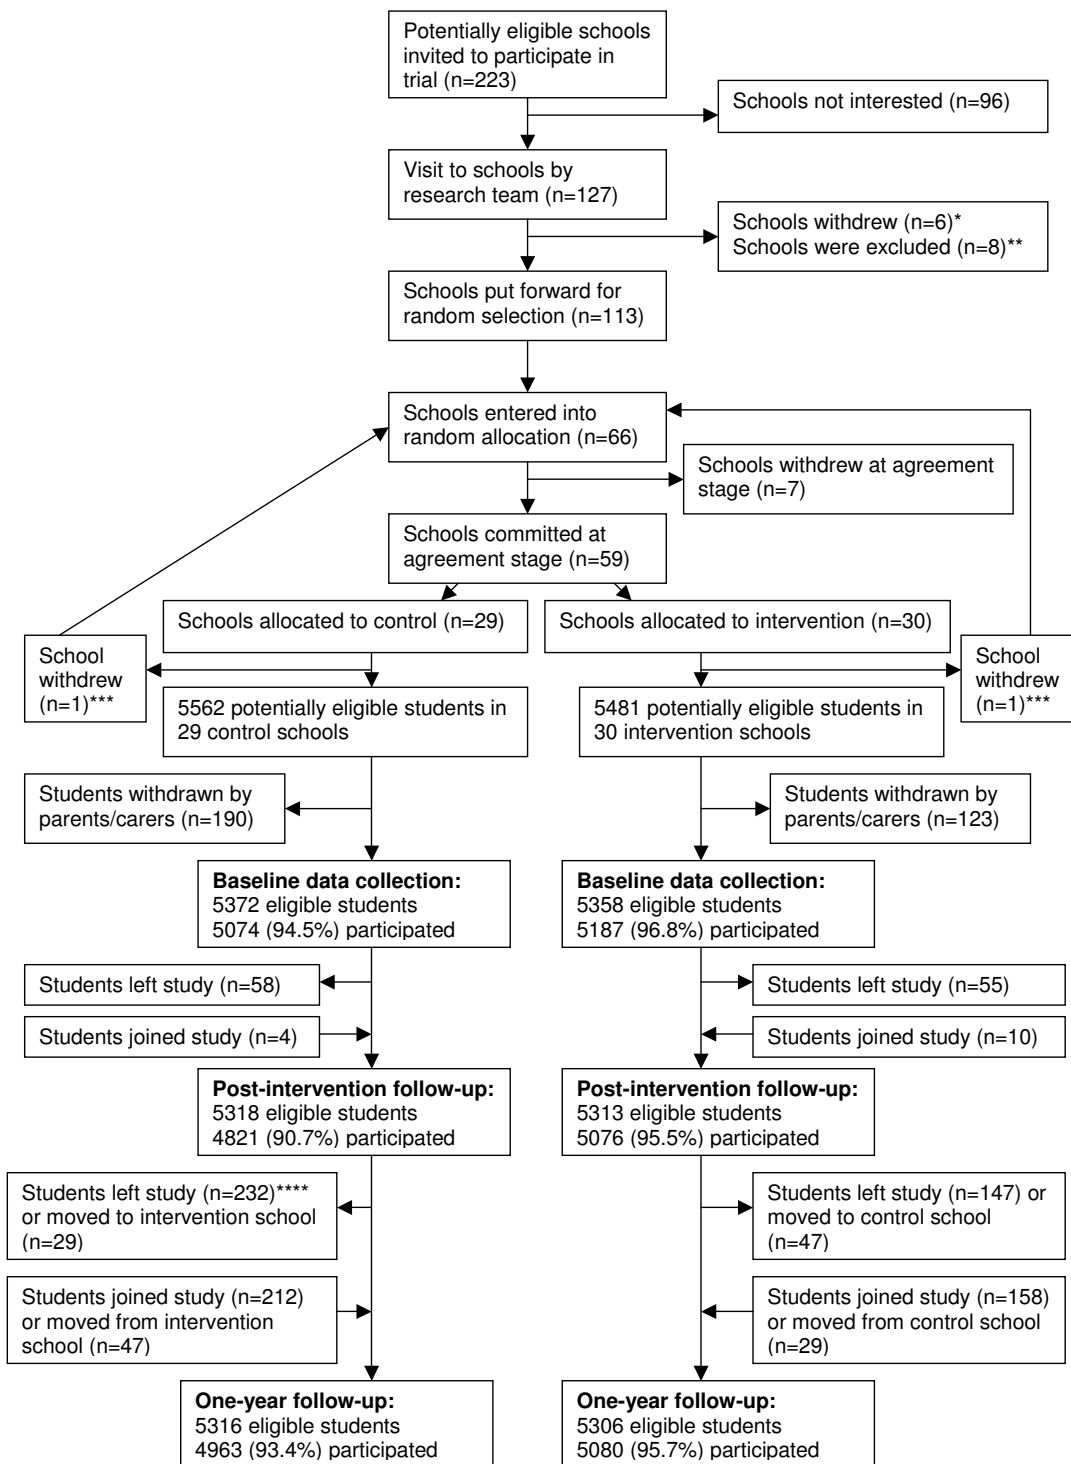 Potentially eligible schools
invited to participate in
trial (n=223)
Schools not interested (n=96)
Visit to schools by
research team (n=127)
Schools withdrew (n=6)*
Schools were excluded (n=8)**
Schools put forward for
random selection (n=113)
Schools entered into
random allocation (n=66)
Schools withdrew at agreement
stage (n=7)
Schools committed at
agreement stage (n=59)
Schools allocated to control (n=29)
Schools allocated to intervention (n=30)
School
withdrew
(n=1)***
School
withdrew
(n=1)***
5562 potentially eligible students in
29 control schools
5481 potentially eligible students in
30 intervention schools
Students withdrawn by
parents/carers (n=190)
Students withdrawn by
parents/carers (n=123)
Baseline data collection:
5372 eligible students
5074 (94.5%) participated
Baseline data collection:
5358 eligible students
5187 (96.8%) participated
Students left study (n=58)
Students left study (n=55)
Students joined study (n=4)
Students joined study (n=10)
Post-intervention follow-up:
5318 eligible students
4821 (90.7%) participated
Post-intervention follow-up:
5313 eligible students
5076 (95.5%) participated
Students left study (n=232)****
or moved to intervention school
(n=29)
Students left study (n=147) or
moved to control school
(n=47)
Students joined study (n=212)
or moved from intervention
school (n=47)
Students joined study (n=158)
or moved from control school
(n=29)
One-year follow-up:
5316 eligible students
4963 (93.4%) participated
One-year follow-up:
5306 eligible students
5080 (95.7%) participated